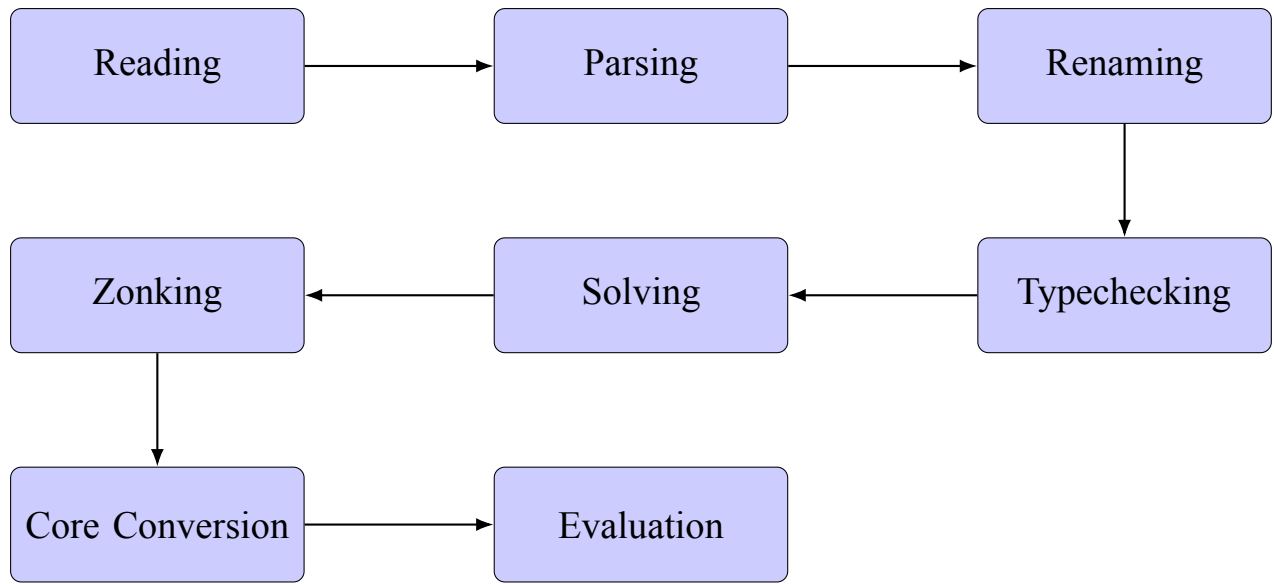 Reading
Parsing
Renaming
Zonking
Solving
Typechecking
Core Conversion
Evaluation